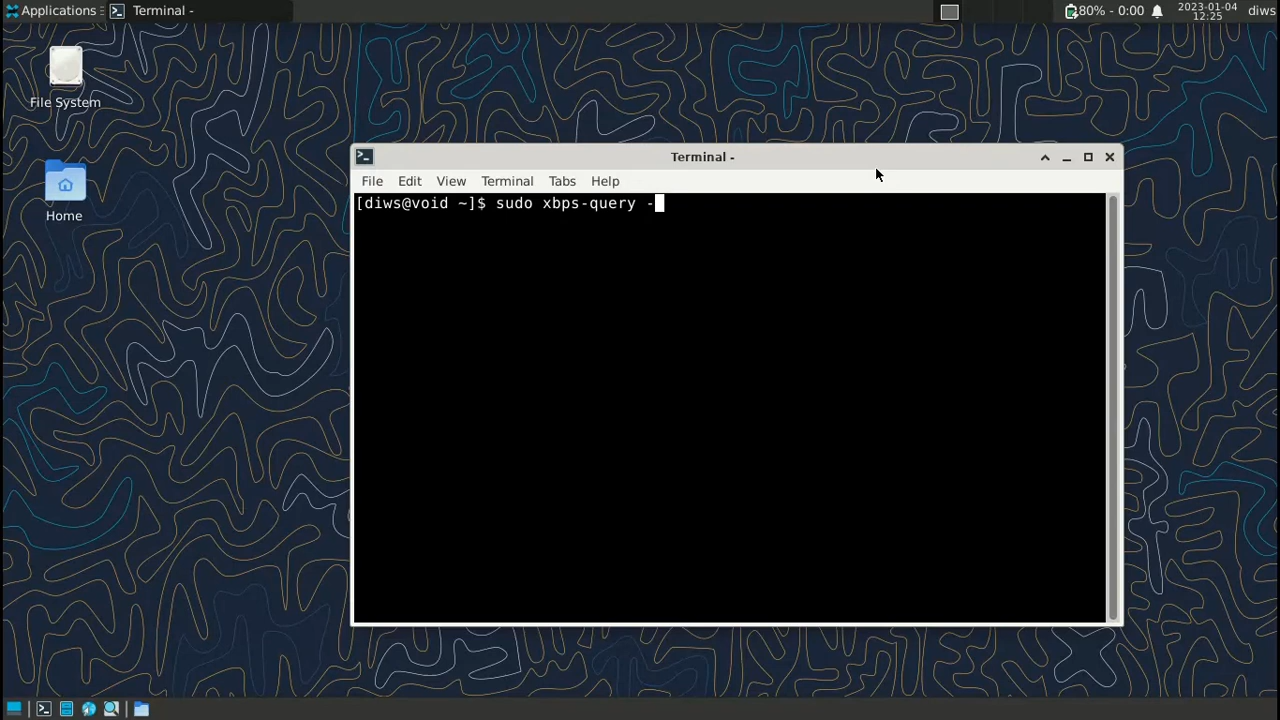 Applications
Terminal -
80% - 0:00
2023-01-04
12:25
diws
File System
Home
Terminal -
File Edit View Terminal Tabs Help
[diws@void ~]$ sudo xbps-query -